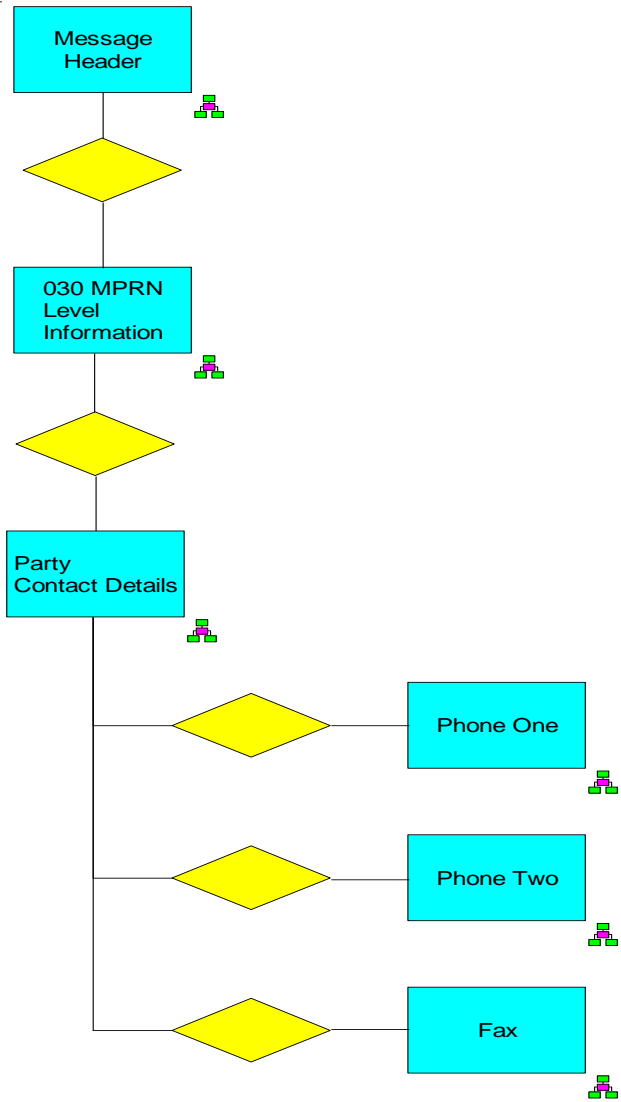 Message
Header
030 MPRN
Level
Information
Party
Contact Details
Phone One
Phone Two
Fax